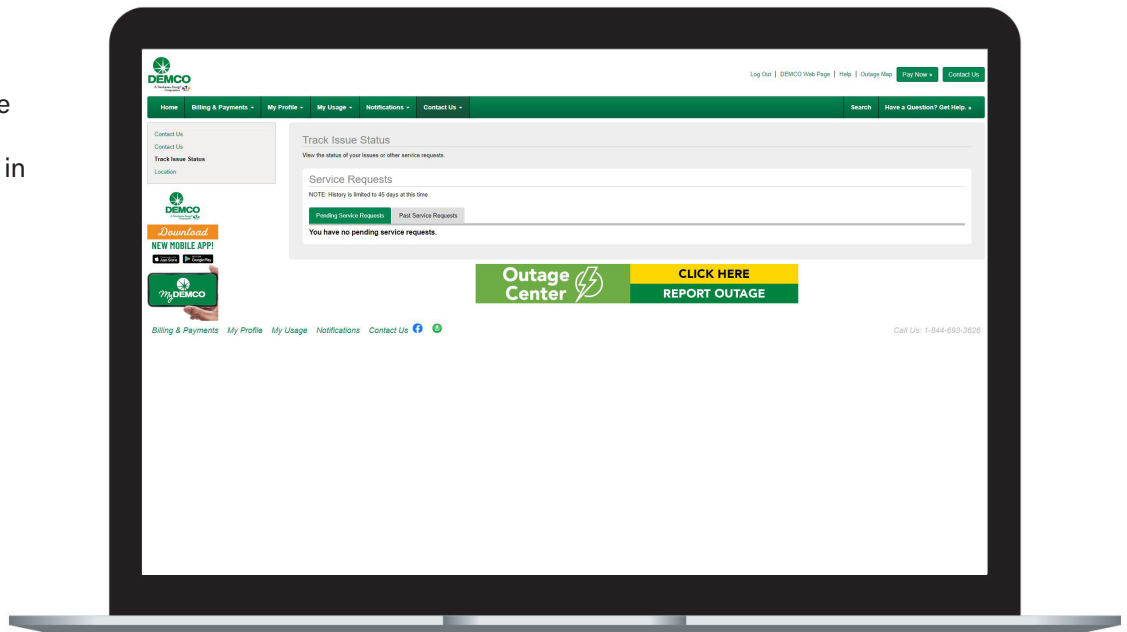 e
in
DEMCO
Log Out | DEMCO Web Page | Help | Outage Map Pay Now » Contact Us
Home Billing & Payments My Profile My Usage Notifications Contact Us Search Have a Question? Get Help. »
Contact Us
Contact Us
Track Issue Status
Location
Track Issue Status
View the status of your issues or other service requests.
Service Requests
NOTE: History is limited to 45 days at this time.
Pending Service Requests Past Service Requests
You have no pending service requests.
DEMCO
Download
NEW MOBILE APP!
App Store Google Play
MyDEMCO
Outage Center
CLICK HERE
REPORT OUTAGE
Billing & Payments My Profile My Usage Notifications Contact Us
Call Us: 1-844-693-3626